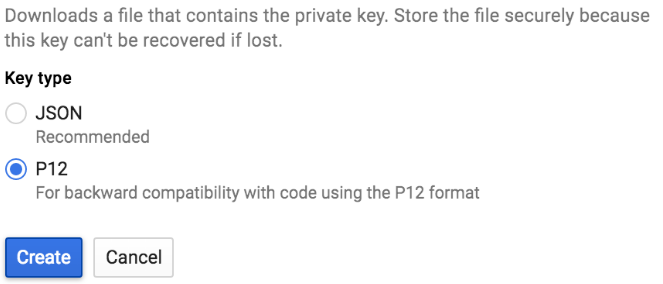 Downloads a file that contains the private key. Store the file securely because
this key can't be recovered if lost.
Key type
JSON
Recommended
P12
For backward compatibility with code using the P12 format
Create Cancel